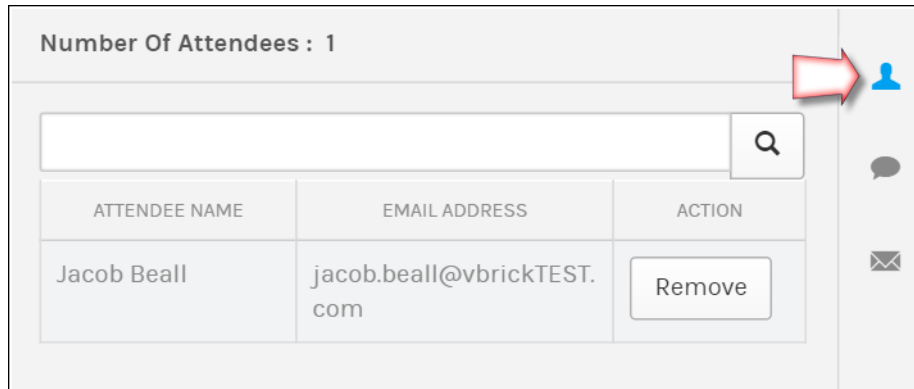 Number Of Attendees : 1
ATTENDEE NAME EMAIL ADDRESS ACTION
Jacob Beall jacob.beall@vbrickTEST. Remove
com